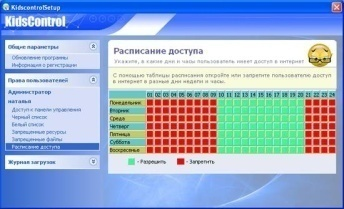 KidscontrolSetup
KidsControl
Общие параметры
Обновление программы
Информация о регистрации
Права пользователей
Администратор
наталья
Доступ к панели управления
Черный список
Белый список
Запрещенные ресурсы
Запрещенные файлы
Расписание доступа
Журнал загрузок
Расписание доступа
Укажите, в какие дни и часы пользователь имеет доступ в интернет
С помощью таблицы расписания откройте или запретите пользователю доступ
в интернет в разные дни недели и часы.
01 02 03 04 05 06 07 08 09 10 11 12 13 14 15 16 17 18 19 20 21 22 23 24
Понедельник
Вторник
Среда
Четверг
Пятница
Суббота
Воскресенье
- Разрешить
- Запретить